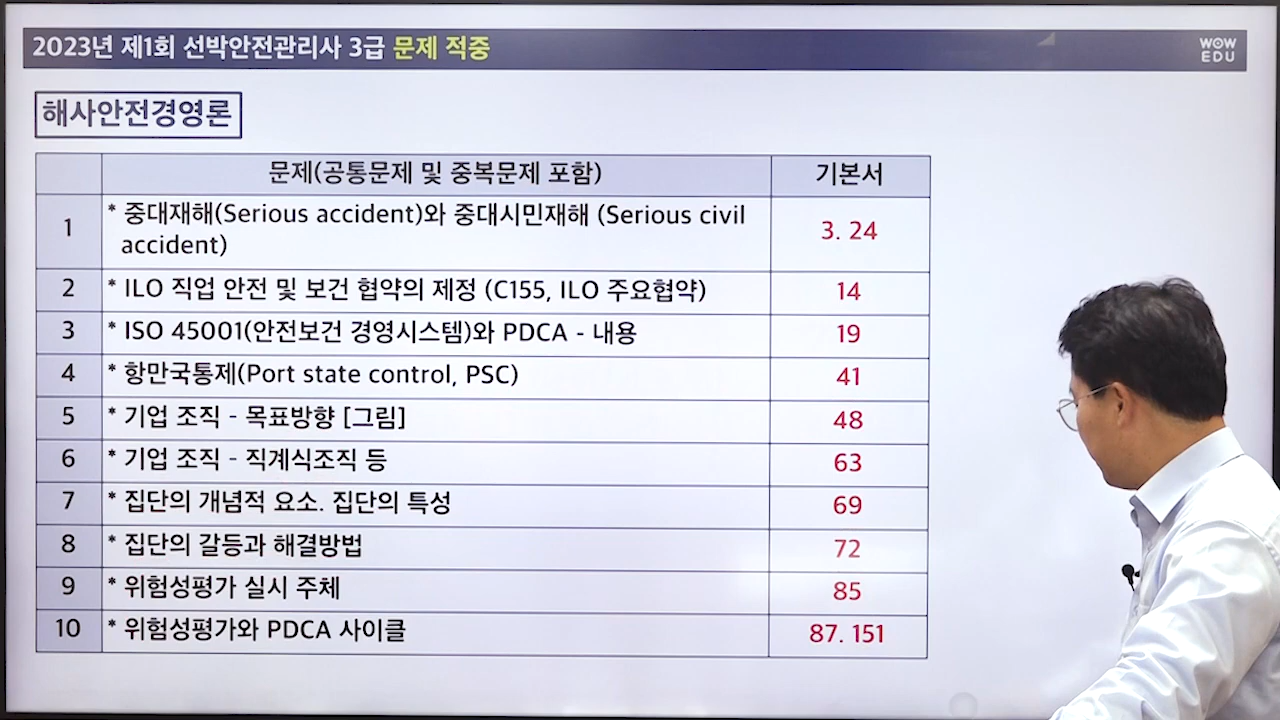 2023년 제1회 선박안전관리사 3급 문제 적중
WOW
EDU
해사안전경영론
문제(공통문제 및 중복문제 포함) 기본서
1 * 중대재해(Serious accident)와 중대시민재해 (Serious civil
accident) 3. 24
2 * ILO 직업 안전 및 보건 협약의 제정 (C155, ILO 주요협약) 14
3 * ISO 45001(안전보건 경영시스템)와 PDCA - 내용 19
4 * 항만국통제(Port state control, PSC) 41
5 * 기업 조직 - 목표방향 [그림] 48
6 * 기업 조직 - 직계식조직 등 63
7 * 집단의 개념적 요소. 집단의 특성 69
8 * 집단의 갈등과 해결방법 72
9 * 위험성평가 실시 주체 85
10 * 위험성평가와 PDCA 사이클 87. 151